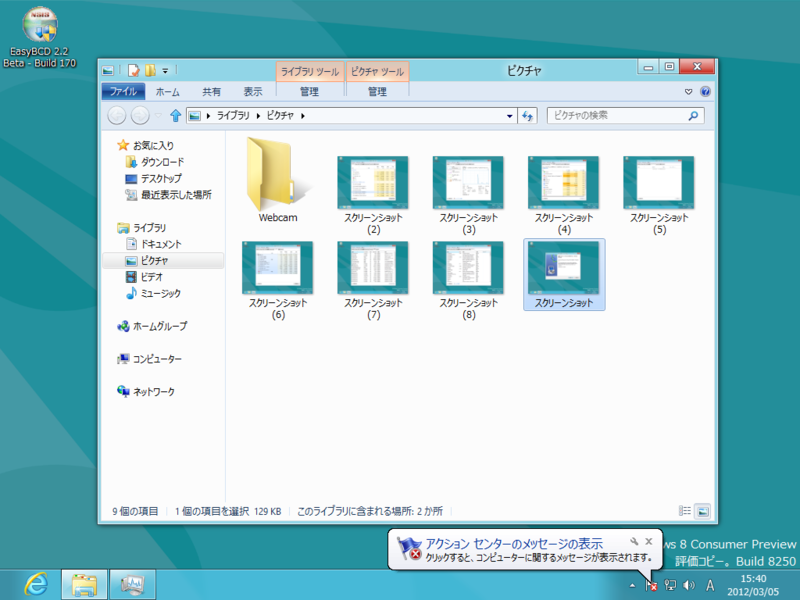 EasyBCD 2.2
Beta - Build 170
ライブラリ ツール
ピクチャ ツール
ピクチャ
ファイル
ホーム
共有
表示
管理
管理
ライブラリ
ピクチャ
ピクチャの検索
お気に入り
ダウンロード
デスクトップ
最近表示した場所
ライブラリ
ドキュメント
ピクチャ
ビデオ
ミュージック
ホームグループ
コンピューター
ネットワーク
Webcam
スクリーンショット
(2)
スクリーンショット
(3)
スクリーンショット
(4)
スクリーンショット
(5)
スクリーンショット
(6)
スクリーンショット
(7)
スクリーンショット
(8)
スクリーンショット
9 個の項目
1 個の項目を選択 129 KB
このライブラリに含まれる場所: 2 か所
アクション センターのメッセージの表示
クリックすると、コンピューターに関するメッセージが表示されます。
ws 8 Consumer Preview
評価コピー。Build 8250
A
15:40
2012/03/05